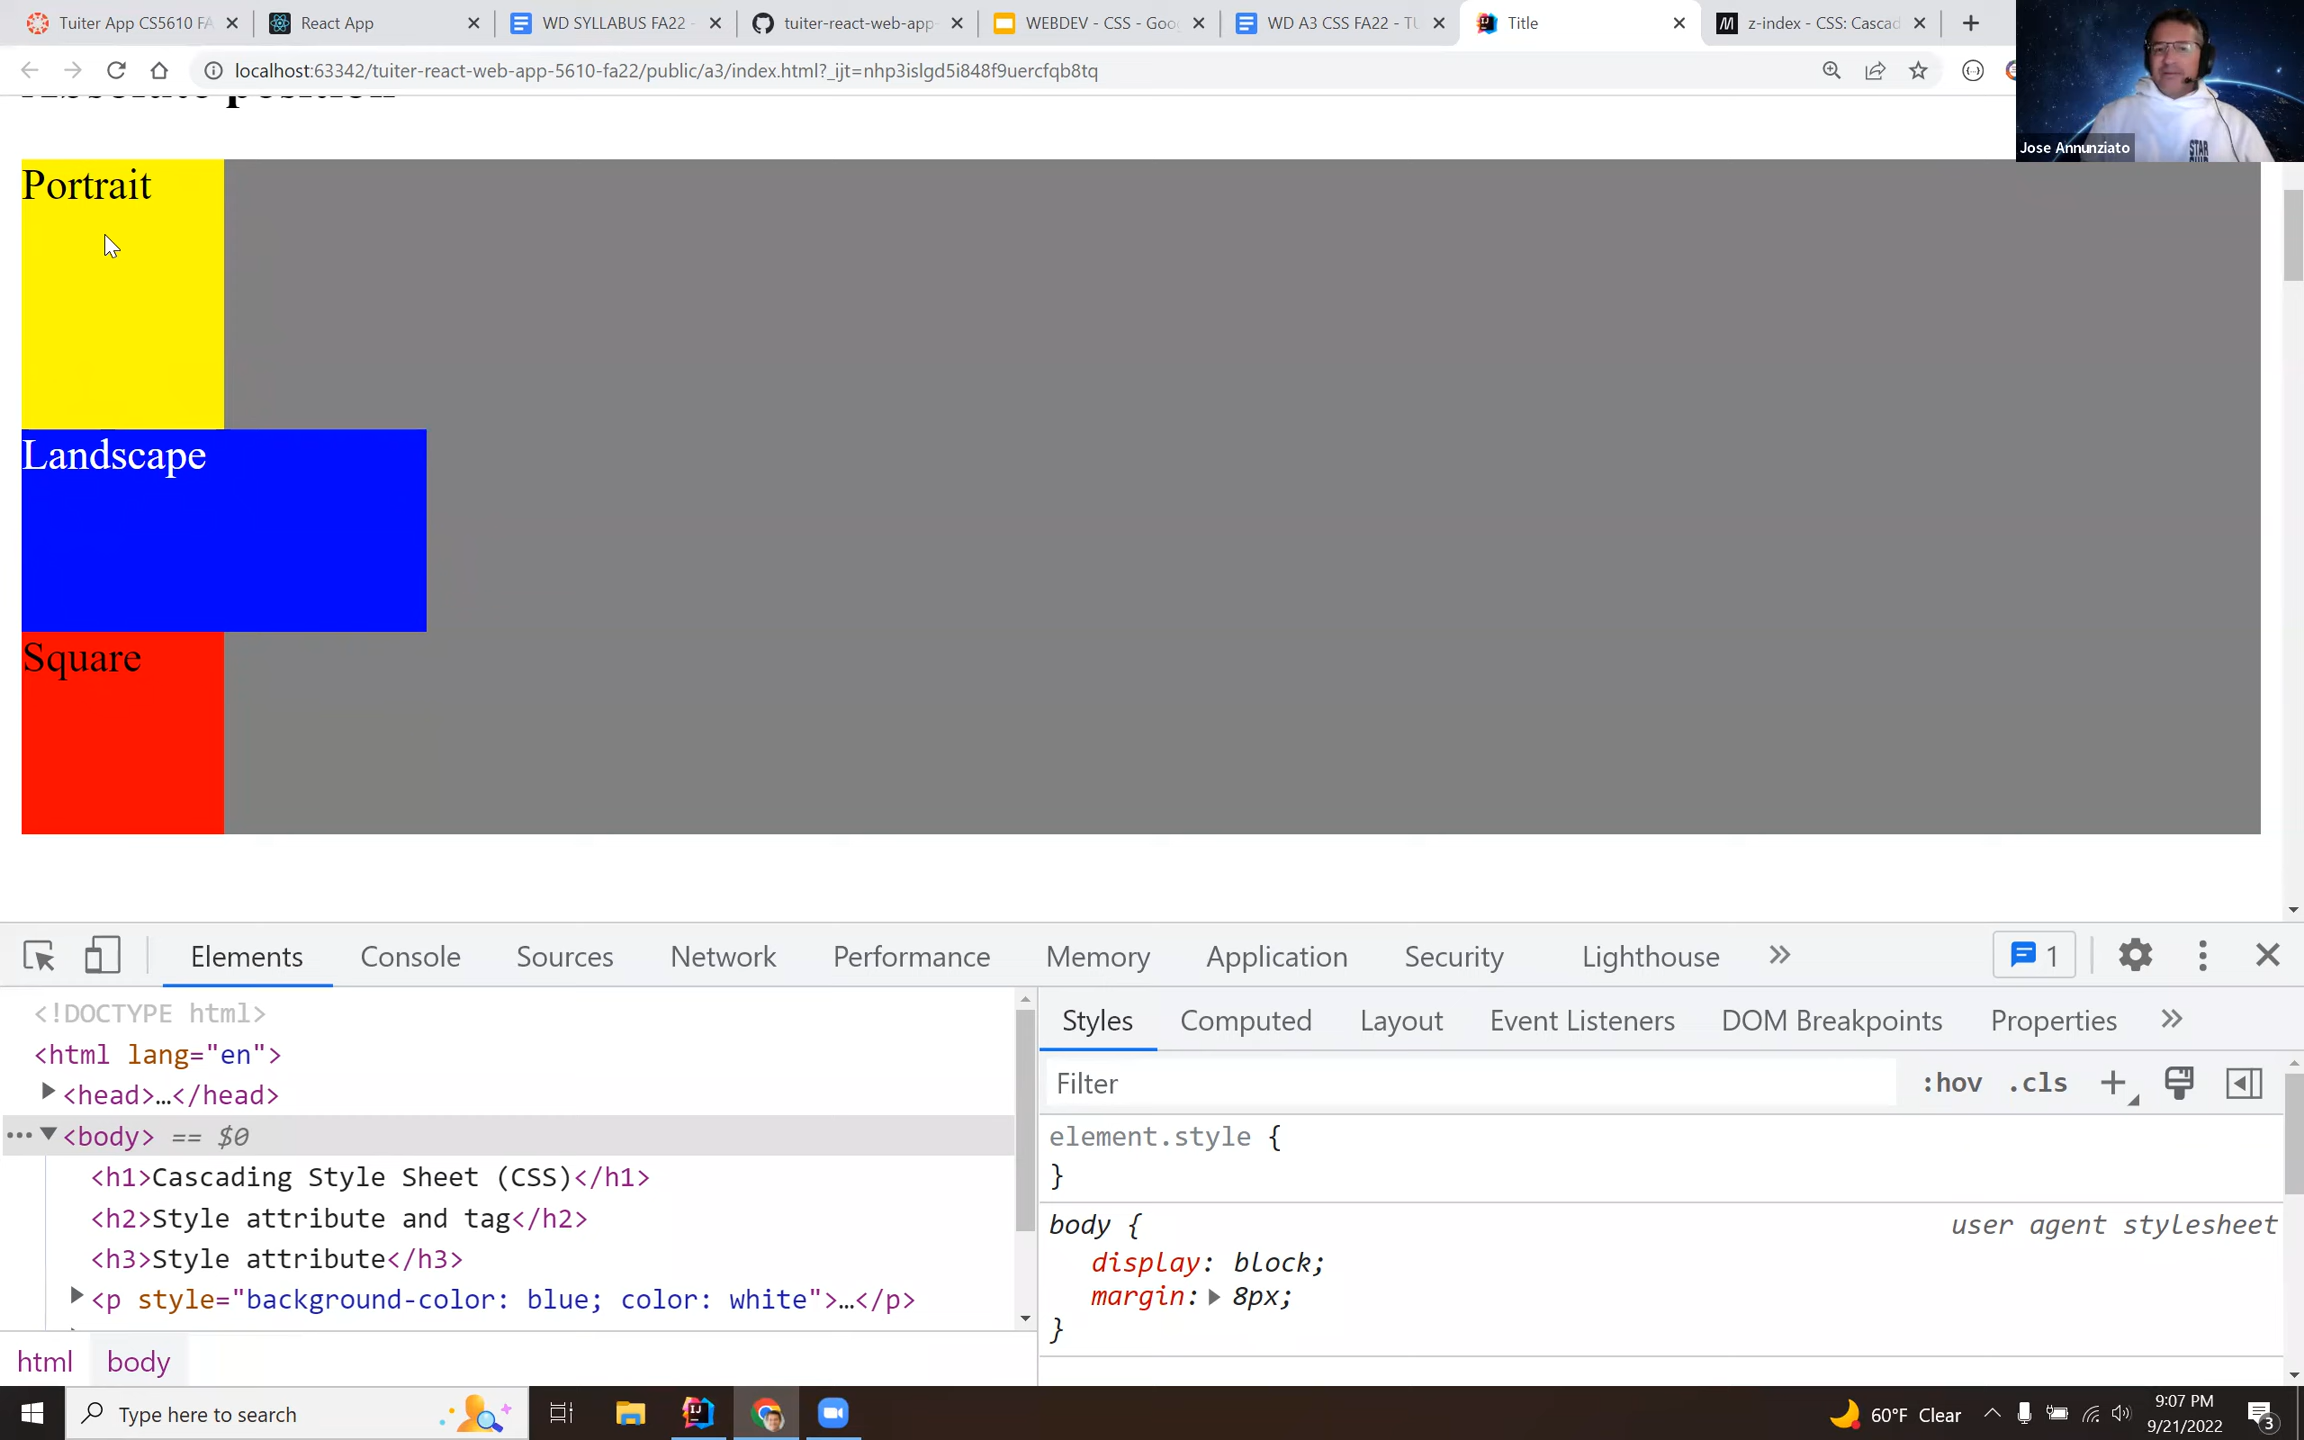 Tuiter App CS5610 FA
React App
WD SYLLABUS FA22 -
tuiter-react-web-app-
WEBDEV - CSS - Goo
WD A3 CSS FA22 - TU
Title
z-index - CSS: Cascad
localhost:63342/tuiter-react-web-app-5610-fa22/public/a3/index.html?_ijt=nhp3islgd5i848f9uercfqb8tq
Jose Annunziato
STAR
Absolute position
Portrait
Landscape
Square
Elements Console Sources Network Performance Memory Application Security Lighthouse » 1
<!DOCTYPE html>
<html lang="en">
<head>…</head>
<body> == $0
<h1>Cascading Style Sheet (CSS)</h1>
<h2>Style attribute and tag</h2>
<h3>Style attribute</h3>
<p style="background-color: blue; color: white">…</p>
html body
Styles Computed Layout Event Listeners DOM Breakpoints Properties »
Filter :hov .cls
element.style {
}
body { user agent stylesheet
display: block;
margin: 8px;
}
Type here to search
60°F Clear
9:07 PM
9/21/2022
3